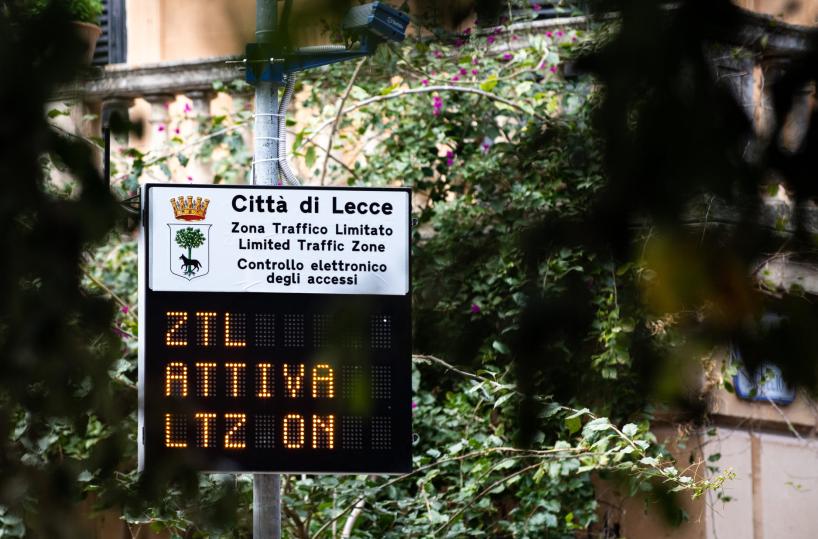 Città di Lecce
Zona Traffico Limitato
Limited Traffic Zone
Controllo elettronico
degli accessi
ZTL
ATTIVA
LTZ ON